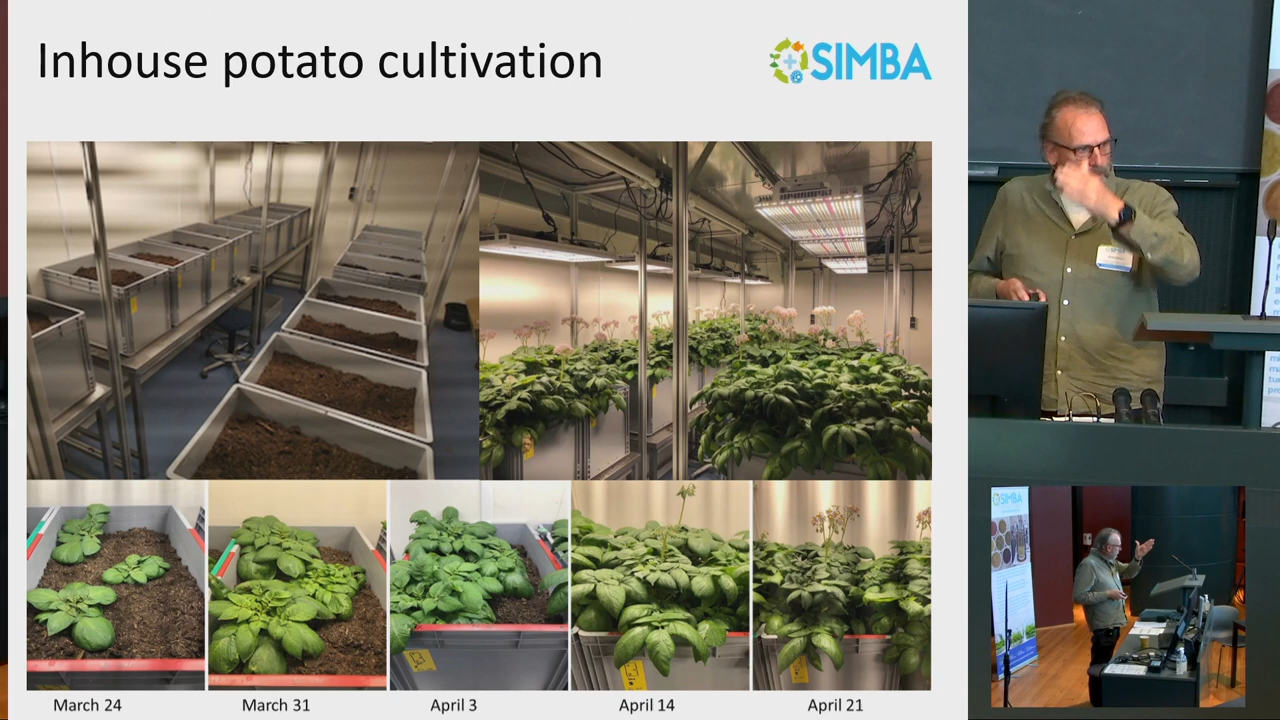 Inhouse potato cultivation
SIMBA
March 24
March 31
April 3
April 14
April 21
SIMBA